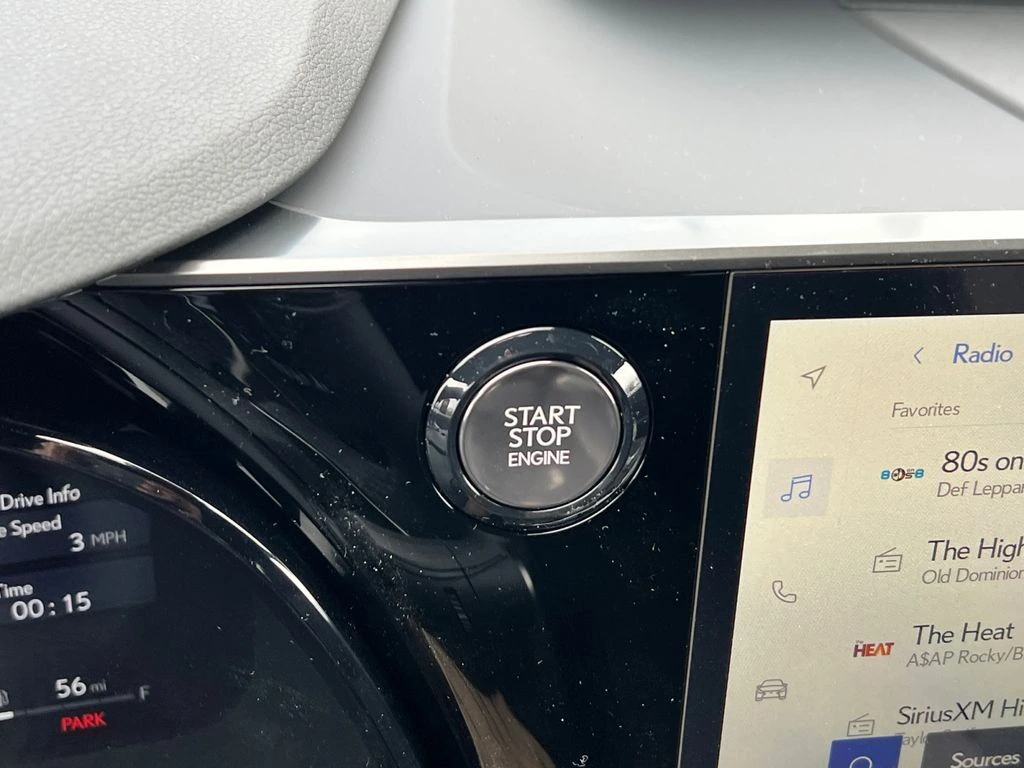 START
STOP
ENGINE
Drive Info
Speed
3 MPH
Time
00:15
56 mi
F
PARK
Radio
Favorites
80s on
Def Leppar
The High
Old Dominion
The Heat
HEAT
A$AP Rocky/B
SiriusXM Hi
Sources